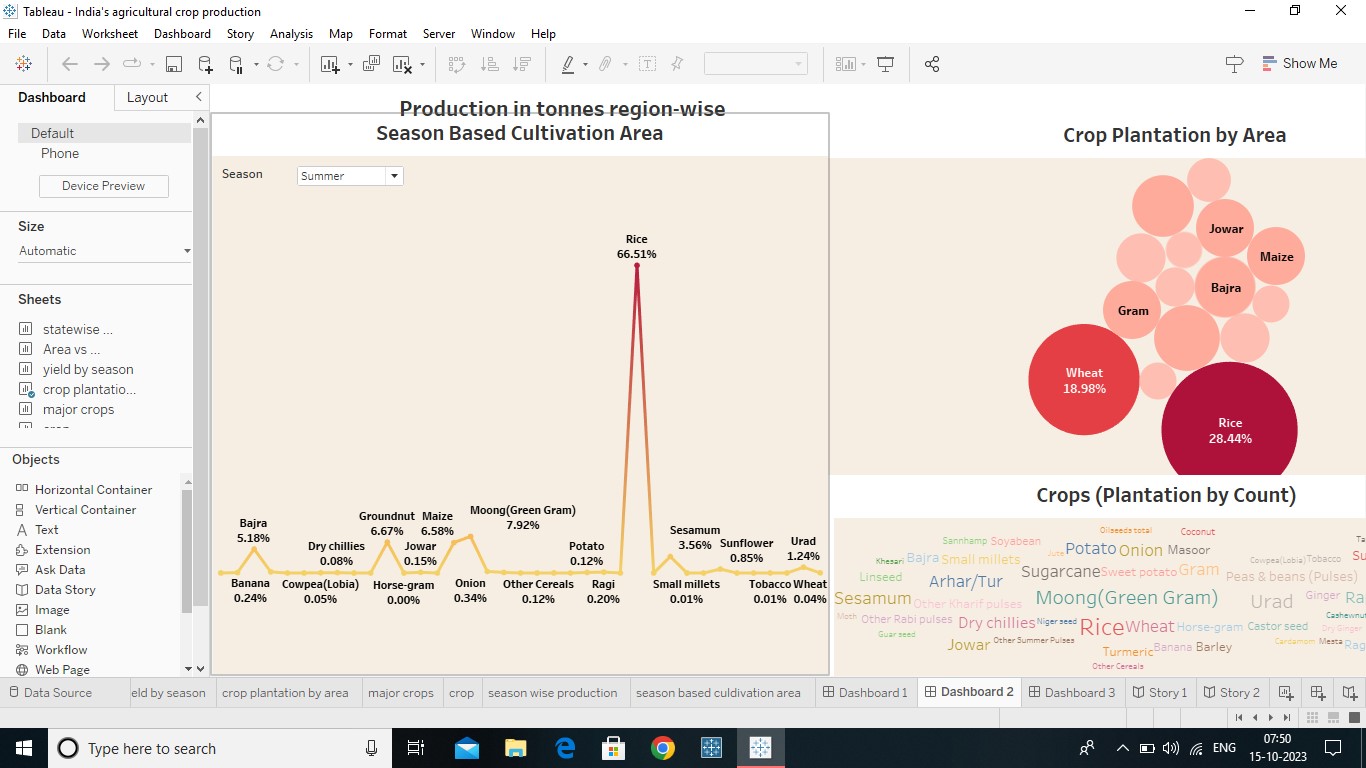 Tableau - India's agricultural crop production
File Data Worksheet Dashboard Story Analysis Map Format Server Window Help
Show Me
Dashboard Layout
Default
Phone
Device Preview
Size
Automatic
Sheets
statewise ...
Area vs ...
yield by season
crop plantatio...
major crops
Objects
Horizontal Container
Vertical Container
Text
Extension
Ask Data
Data Story
Image
Blank
Workflow
Web Page
Production in tonnes region-wise
Season Based Cultivation Area
Season Summer
Rice
66.51%
Bajra
5.18%
Dry chillies
0.08%
Groundnut
6.67%
Jowar
0.15%
Maize
6.58%
Moong(Green Gram)
7.92%
Potato
0.12%
Sesamum
3.56%
Sunflower
0.85%
Urad
1.24%
Banana
0.24%
Cowpea(Lobia)
0.05%
Horse-gram
0.00%
Onion
0.34%
Other Cereals
0.12%
Ragi
0.20%
Small millets
0.01%
Tobacco
0.01%
Wheat
0.04%
Crop Plantation by Area
Jowar
Maize
Bajra
Gram
Wheat
18.98%
Rice
28.44%
Crops (Plantation by Count)
Oilseeds total Coconut
Sannhamp Soyabean Ta
Jute Potato Onion Masoor Su
Khesari Bajra Small millets Cowpea(Lobia) Tobacco
Linseed Arhar/Tur Sugarcane Sweet potato Gram Peas & beans (Pulses)
Sesamum Other Kharif pulses Moong(Green Gram) Urad Ginger Ra
Moth Other Rabi pulses Dry chillies Niger seed Rice Wheat Horse-gram Castor seed Cashewnut Dry Ginger
Guar seed Jowar Other Summer Pulses Cardamom Mesta Rag
Turmeric Banana Barley
Other Cereals
Data Source eld by season crop plantation by area major crops crop season wise production season based culdivation area Dashboard 1 Dashboard 2 Dashboard 3 Story 1 Story 2
Type here to search
ENG
07:50
15-10-2023